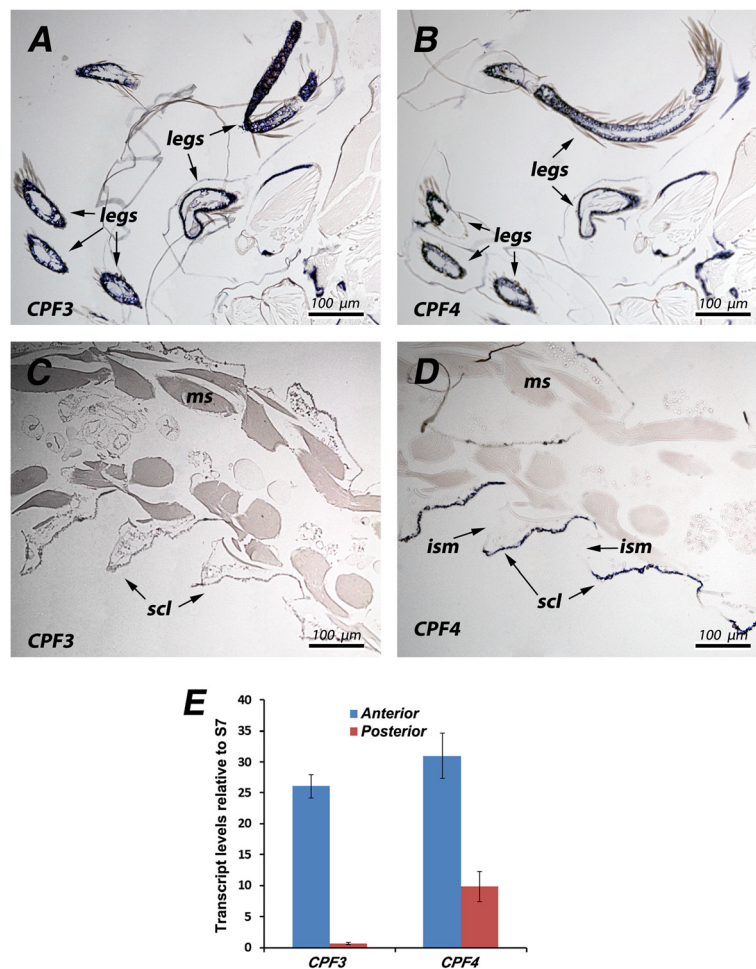 A
legs
legs
CPF3
100 μm
B
legs
legs
CPF4
100 μm
C
ms
scl
CPF3
100 μm
D
ms
ism
ism
scl
CPF4
100 μm
E
Transcript levels relative to S7
40
35
30
25
20
15
10
5
0
Anterior
Posterior
CPF3
CPF4